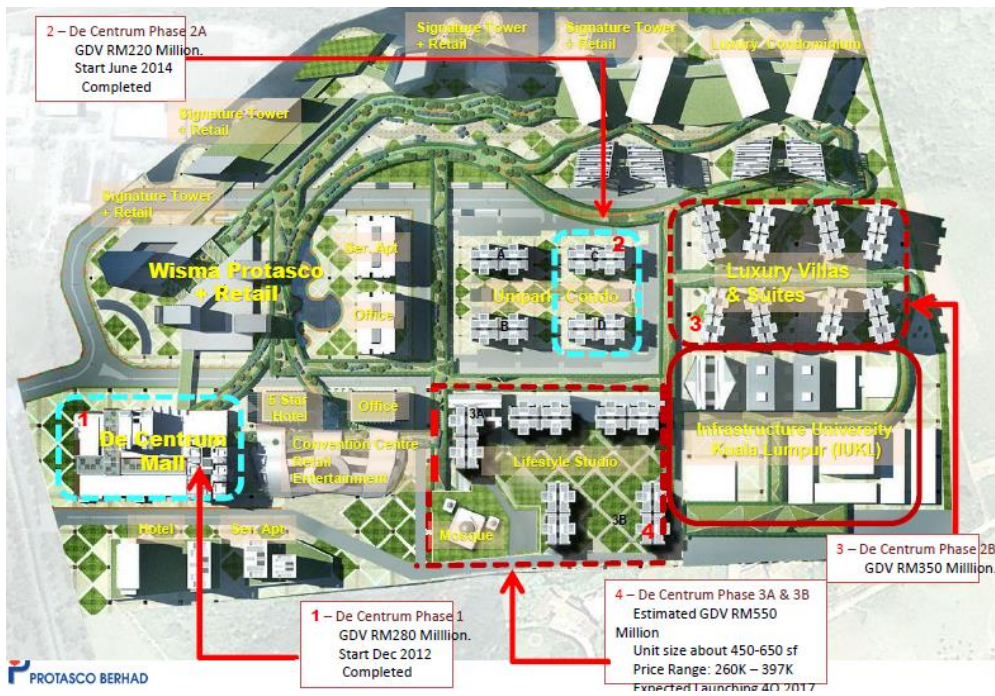 2 – De Centrum Phase 2A
GDV RM220 Million.
Start June 2014
Completed
Signature Tower
+ Retail
Signature Tower
+ Retail
Luxury Condominium
Signature Tower
+ Retail
Signature Tower
+ Retail
Wisma Protasco
+ Retail
Ser. Apt
Office
A
B
C
D
2
Unipark Condo
Luxury Villas
& Suites
3
1
De Centrum
Mall
5 Star
Hotel
Office
Convention Centre
Retail
Entertainment
3A
Lifestyle Studio
3B
4
Mosque
Infrastructure University
Kuala Lumpur (IUKL)
Hotel
Ser. Apt
3 – De Centrum Phase 2B
GDV RM350 Milllion.
1 – De Centrum Phase 1
GDV RM280 Milllion.
Start Dec 2012
Completed
4 – De Centrum Phase 3A & 3B
Estimated GDV RM550
Million
Unit size about 450-650 sf
Price Range: 260K – 397K
Expected Launching 4Q 2017
PROTASCO BERHAD